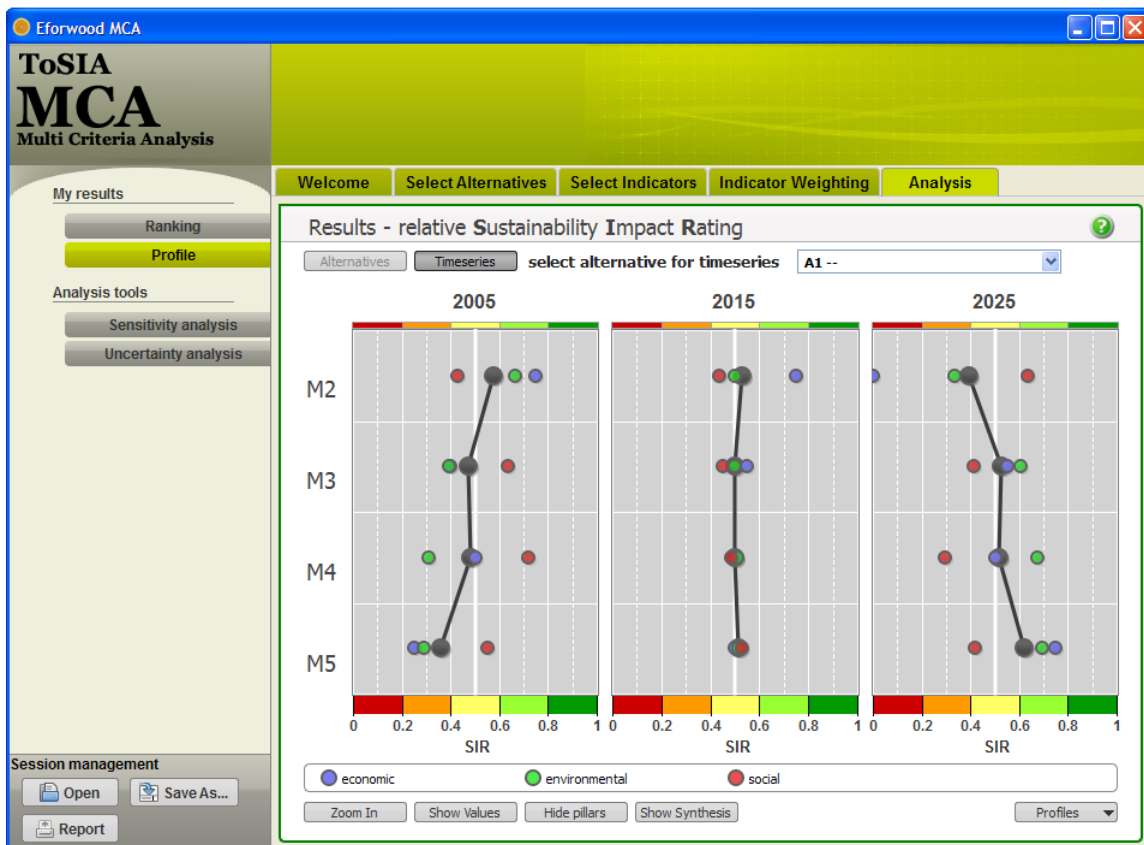 Eforwood MCA
ToSIA
MCA
Multi Criteria Analysis
My results
Ranking
Profile
Analysis tools
Sensitivity analysis
Uncertainty analysis
Session management
Open
Save As...
Report
Welcome Select Alternatives Select Indicators Indicator Weighting Analysis
Results - relative Sustainability Impact Rating
?
Alternatives Timeseries select alternative for timeseries A1 --
2005 2015 2025
M2
M3
M4
M5
0 0.2 0.4 0.6 0.8 1 0 0.2 0.4 0.6 0.8 1 0 0.2 0.4 0.6 0.8 1
SIR SIR SIR
economic environmental social
Zoom In Show Values Hide pillars Show Synthesis Profiles